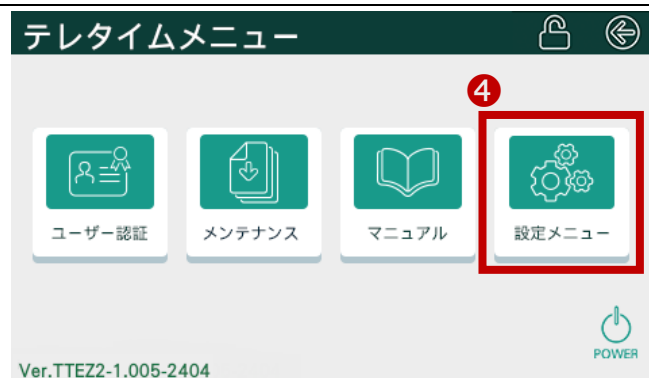 テレタイムメニュー
4
ユーザー認証
メンテナンス
マニュアル
設定メニュー
POWER
Ver.TTEZ2-1.005-2404